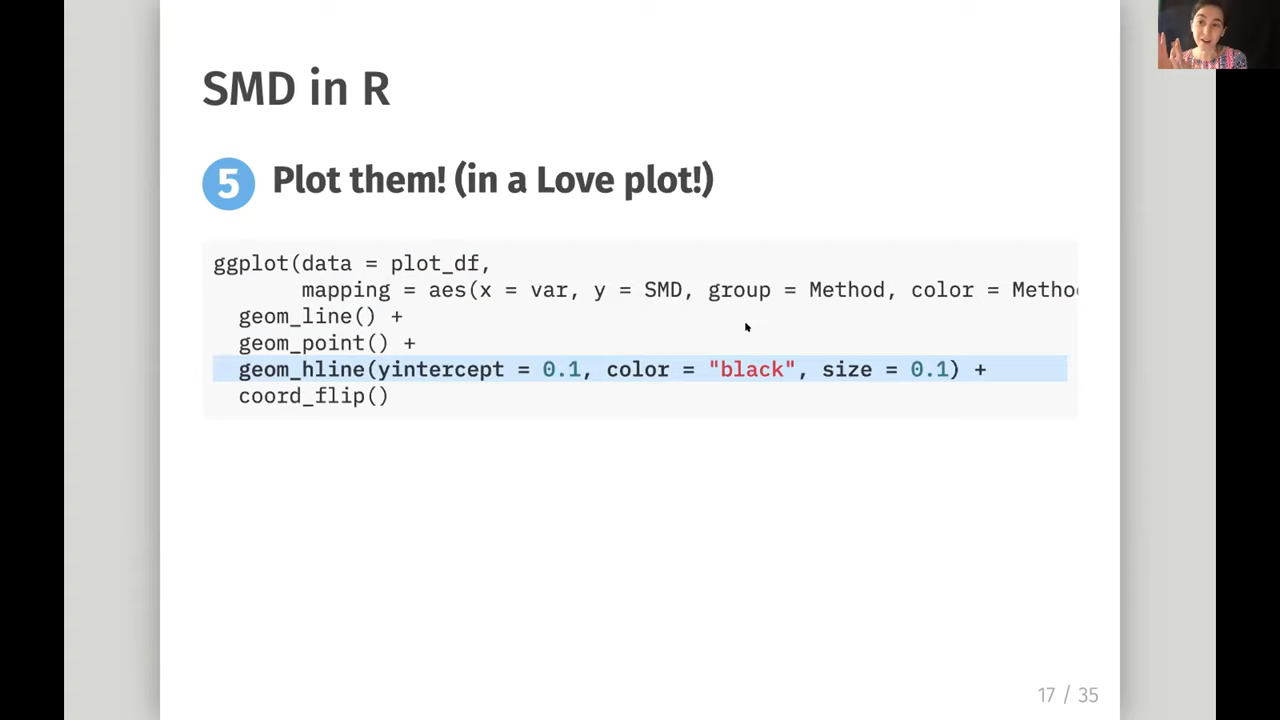 SMD in R
5 Plot them! (in a Love plot!)
ggplot(data = plot_df,
mapping = aes(x = var, y = SMD, group = Method, color = Metho
geom_line() +
geom_point() +
geom_hline(yintercept = 0.1, color = "black", size = 0.1) +
coord_flip()
17 / 35